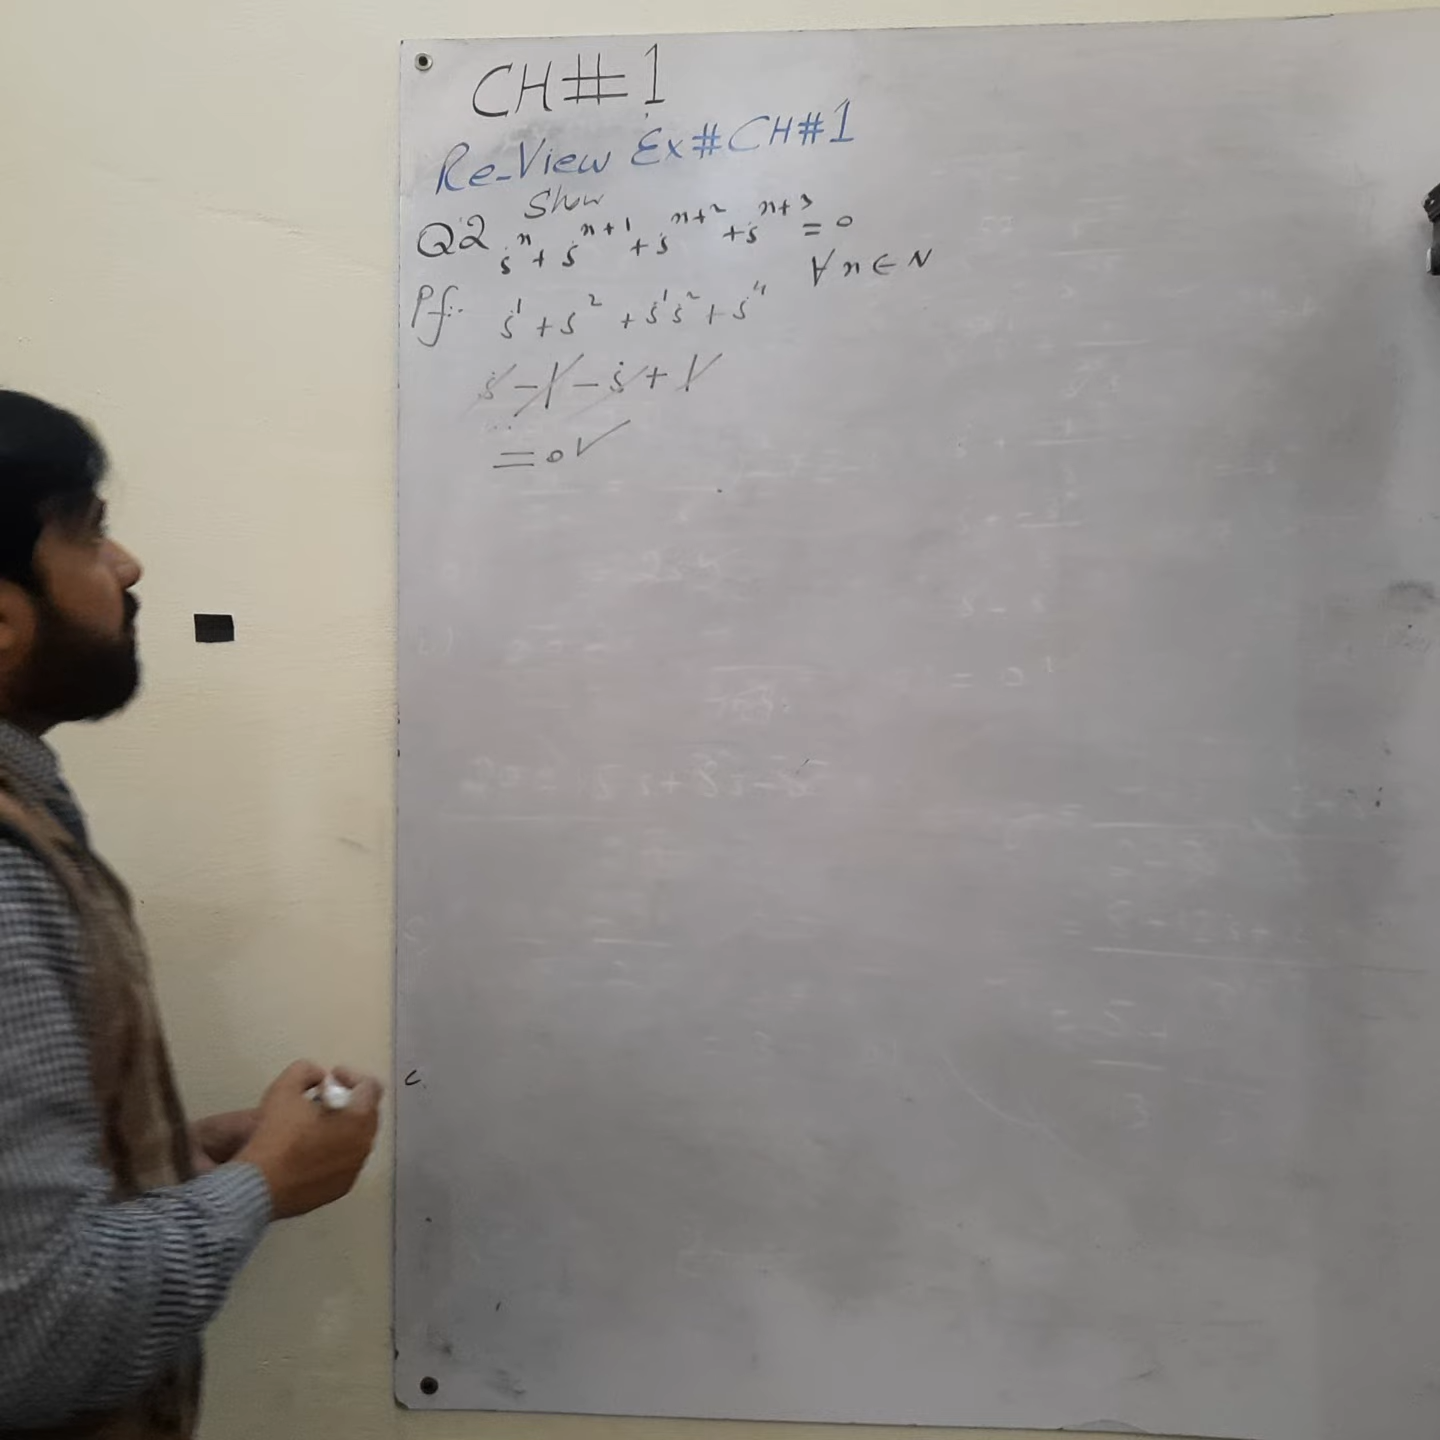 CH#1
Re-View Ex#CH#1
Show
Q2 i^n + i^{n+1} + i^{n+2} + i^{n+3} = 0
∀ n ∈ N
Pf:- i^1 + i^2 + i^1 i^2 + i^4
i - 1 - i + 1
= 0 ✓